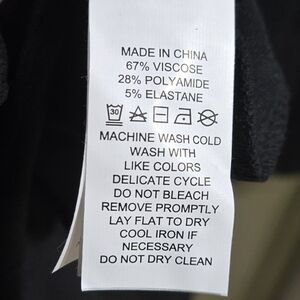 MADE IN CHINA
67% VISCOSE
28% POLYAMIDE
5% ELASTANE
30
MACHINE WASH COLD
WASH WITH
LIKE COLORS
DELICATE CYCLE
DO NOT BLEACH
REMOVE PROMPTLY
LAY FLAT TO DRY
COOL IRON IF
NECESSARY
DO NOT DRY CLEAN